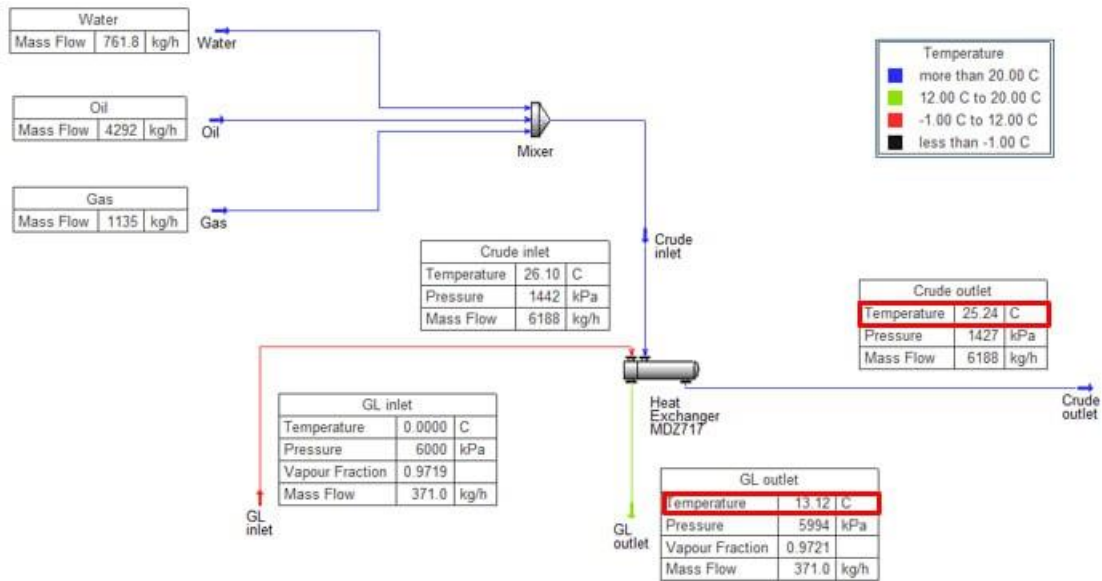 Water
Mass Flow 761.8 kg/h
Water
Oil
Mass Flow 4292 kg/h
Oil
Gas
Mass Flow 1135 kg/h
Gas
Mixer
Temperature
more than 20.00 C
12.00 C to 20.00 C
-1.00 C to 12.00 C
less than -1.00 C
Crude
inlet
Crude inlet
Temperature 26.10 C
Pressure 1442 kPa
Mass Flow 6188 kg/h
Crude outlet
Temperature 25.24 C
Pressure 1427 kPa
Mass Flow 6188 kg/h
Crude
outlet
Heat
Exchanger
MDZ717
GL inlet
Temperature 0.0000 C
Pressure 6000 kPa
Vapour Fraction 0.9719
Mass Flow 371.0 kg/h
GL
inlet
GL
outlet
GL outlet
Temperature 13.12 C
Pressure 5994 kPa
Vapour Fraction 0.9721
Mass Flow 371.0 kg/h